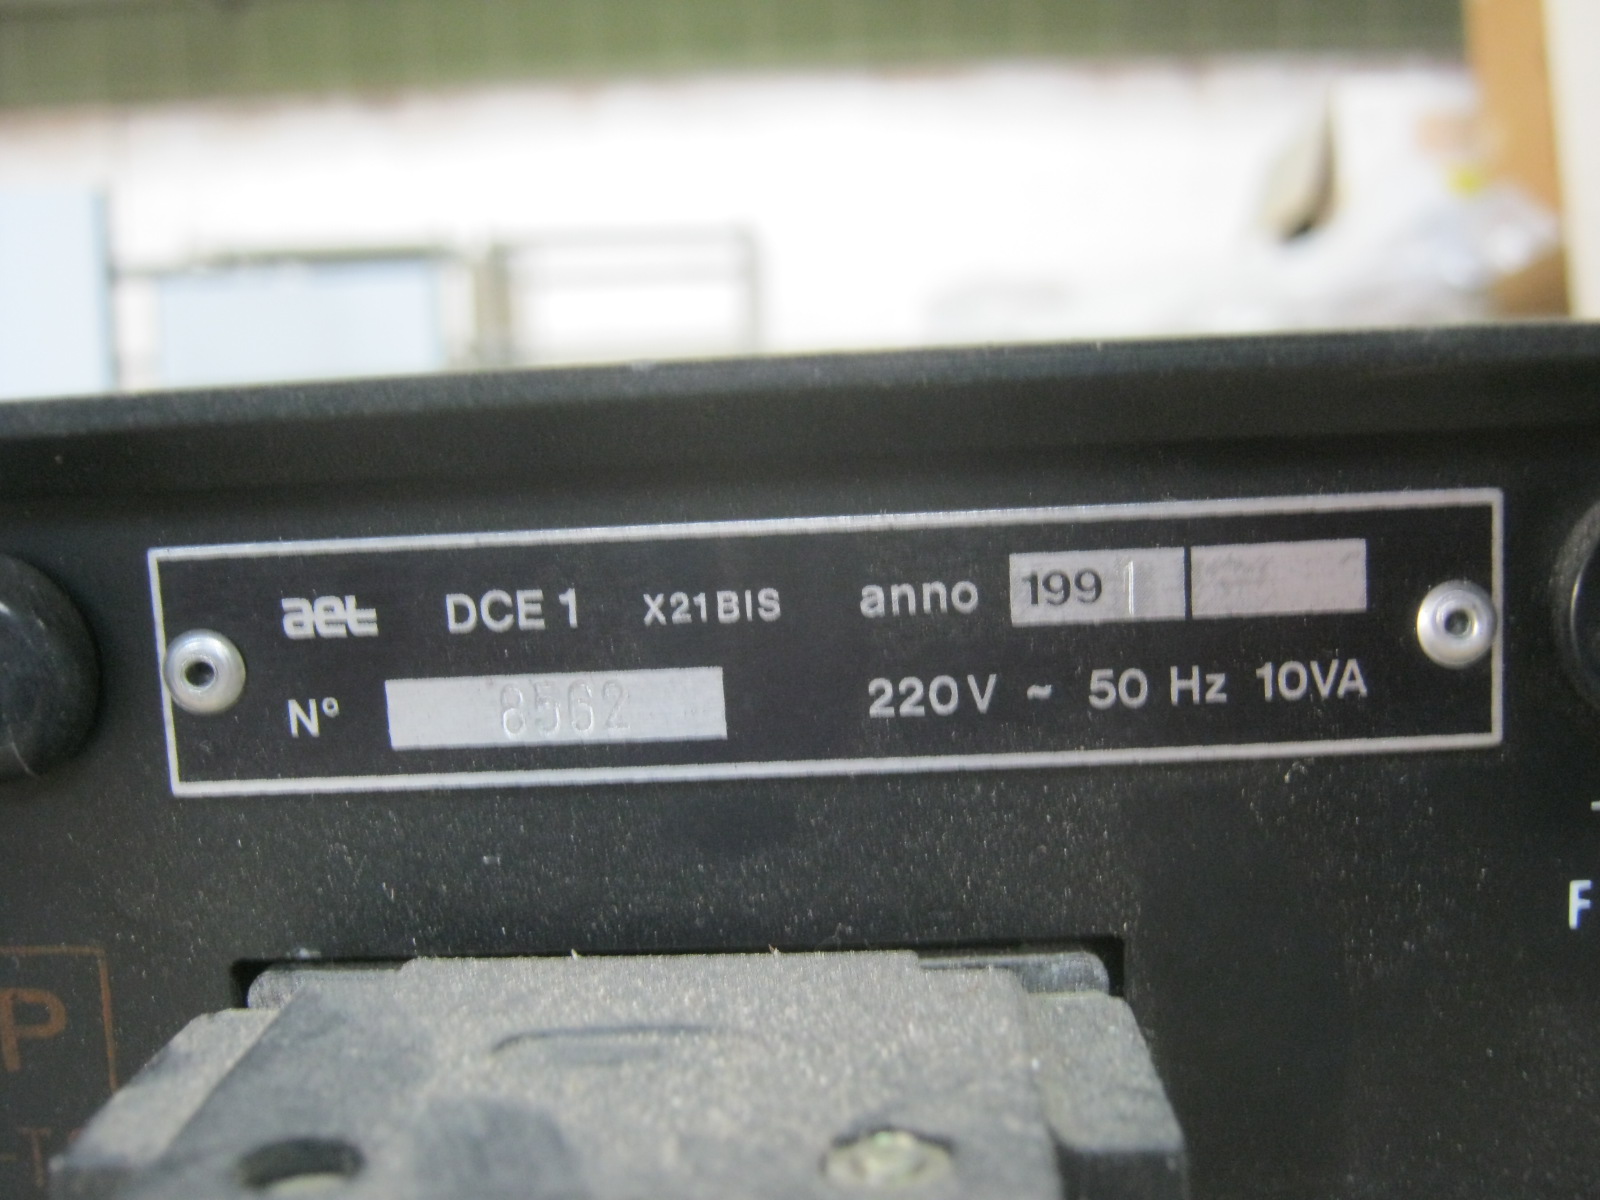 aet DCE 1 X21BIS anno 1991
N° 8562 220V ~ 50 Hz 10VA
F
P